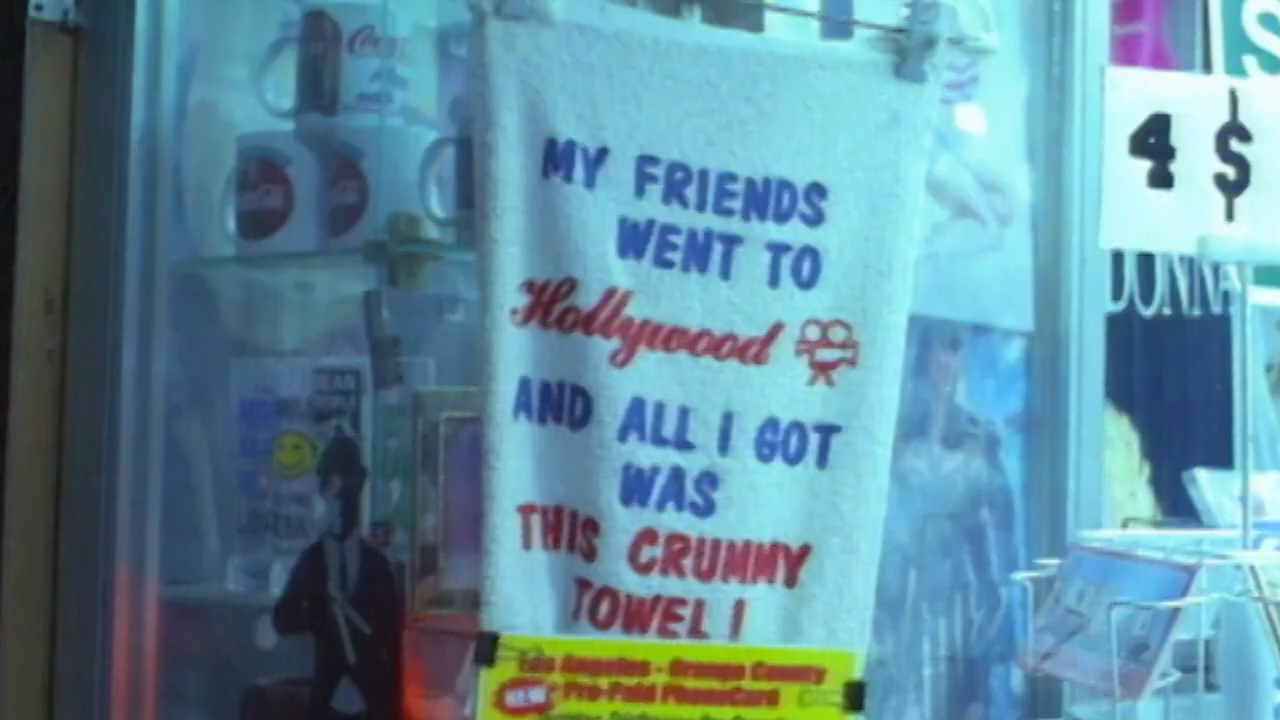 MY FRIENDS
WENT TO
Hollywood
AND ALL I GOT
WAS
THIS CRUMMY
TOWEL!
Los Angeles - Orange County
NEW Pre-Paid PhoneCard
4 $
DONNA
Coca